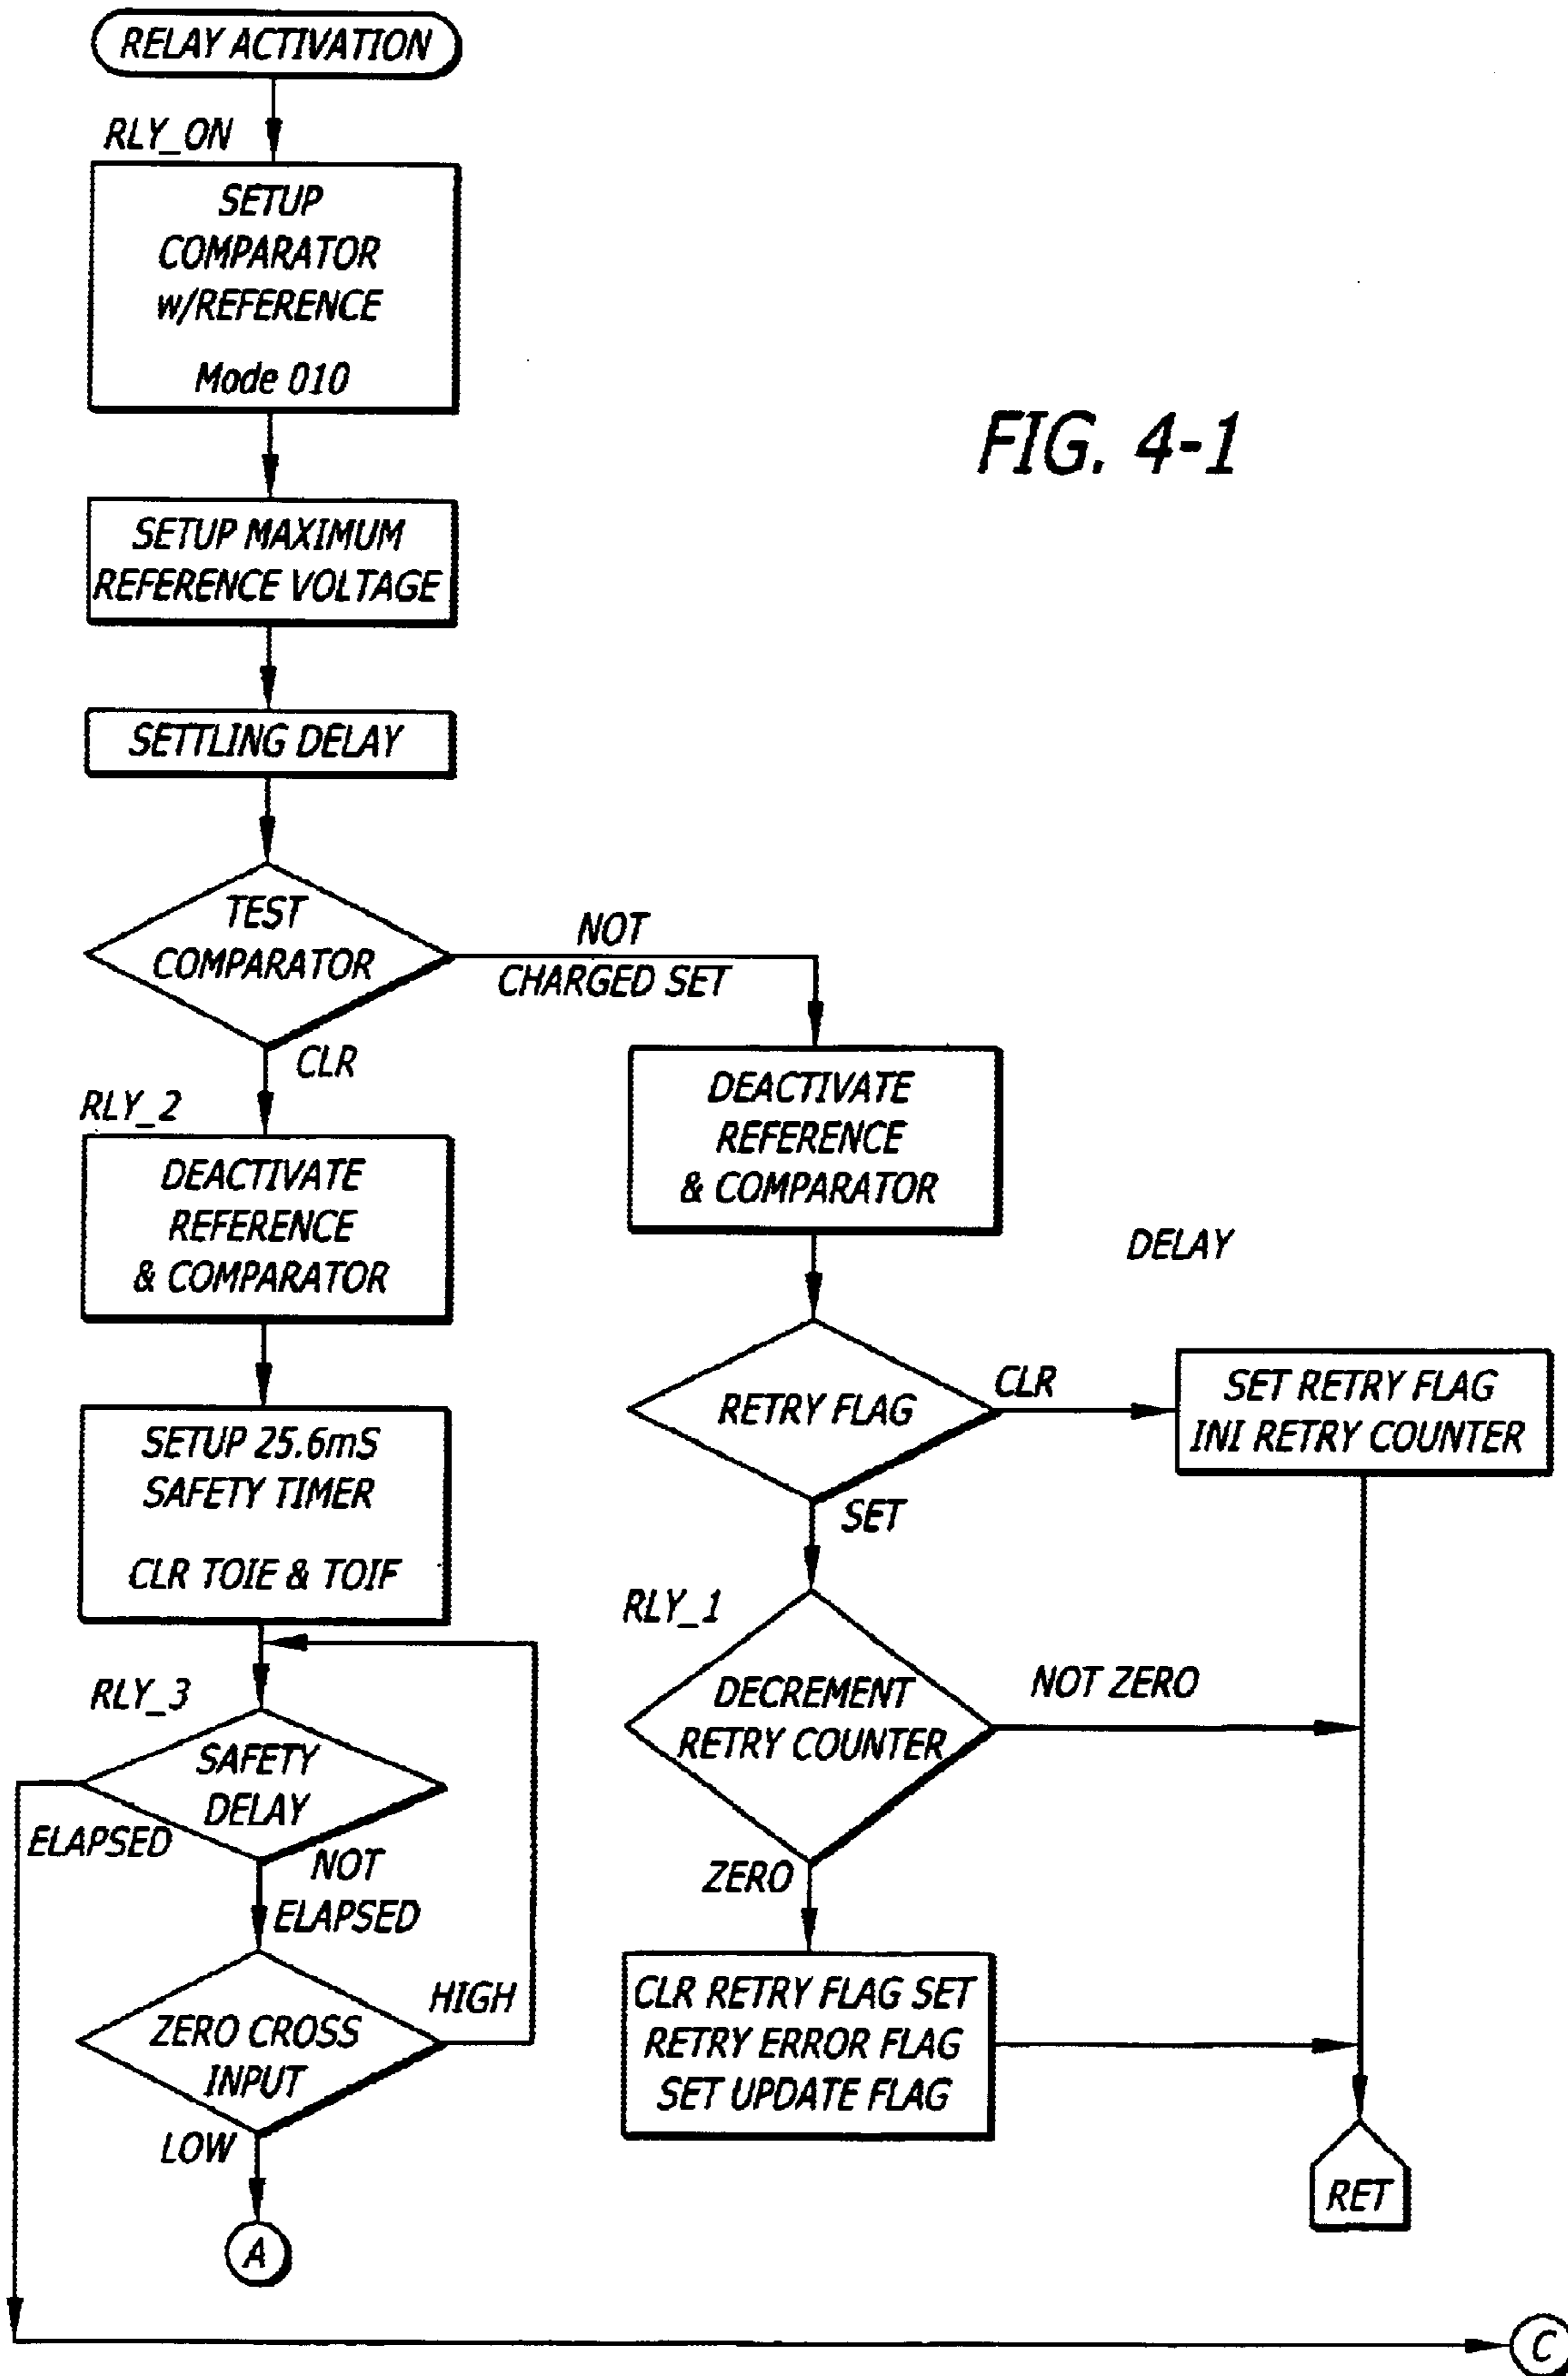 RELAY ACTIVATION
RLY_ON
SETUP
COMPARATOR
w/REFERENCE
Mode 010
FIG. 4-1
SETUP MAXIMUM
REFERENCE VOLTAGE
SETTLING DELAY
TEST
COMPARATOR
NOT
CHARGED SET
CLR
RLY_2
DEACTIVATE
REFERENCE
& COMPARATOR
DEACTIVATE
REFERENCE
& COMPARATOR
DELAY
SETUP 25.6mS
SAFETY TIMER
CLR TOIE & TOIF
RETRY FLAG
CLR
SET RETRY FLAG
INI RETRY COUNTER
SET
RLY_1
DECREMENT
RETRY COUNTER
NOT ZERO
RLY_3
SAFETY
DELAY
ELAPSED
NOT
ELAPSED
ZERO
HIGH
ZERO CROSS
INPUT
CLR RETRY FLAG SET
RETRY ERROR FLAG
SET UPDATE FLAG
LOW
RET
A
C